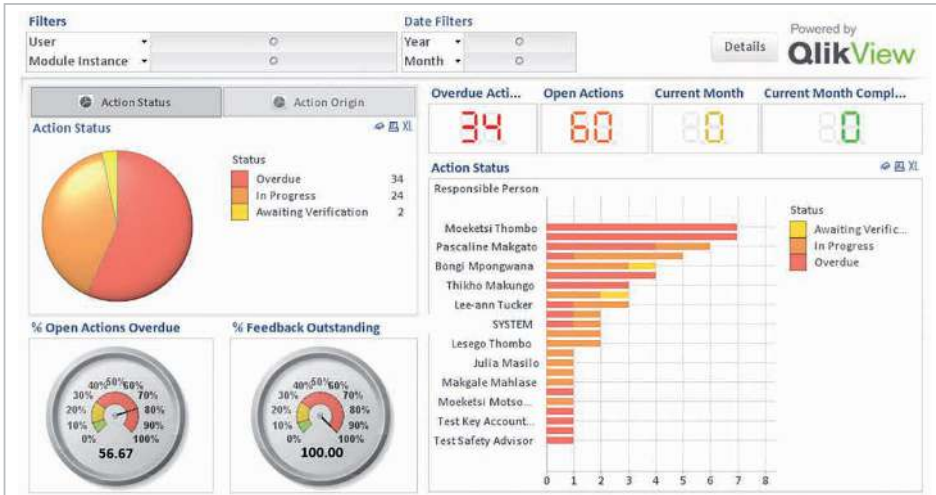 Filters
User
Module Instance
Date Filters
Year
Month
Details
Powered by
QlikView
Action Status
Action Origin
Action Status
XL
Status
Overdue 34
In Progress 24
Awaiting Verification 2
Overdue Acti...
Open Actions
Current Month
Current Month Compl...
34
60
0
0
Action Status
XL
Responsible Person
Moeketsi Thombo
Pascaline Makgato
Bongi Mpongwana
Thikho Makungo
Lee-ann Tucker
SYSTEM
Lesego Thombo
Julia Masilo
Makgale Mahlase
Moeketsi Motso...
Test Key Account...
Test Safety Advisor
0 1 2 3 4 5 6 7 8
Status
Awaiting Verific...
In Progress
Overdue
% Open Actions Overdue
0% 10% 20% 30% 40% 50% 60% 70% 80% 90% 100%
56.67
% Feedback Outstanding
0% 10% 20% 30% 40% 50% 60% 70% 80% 90% 100%
100.00